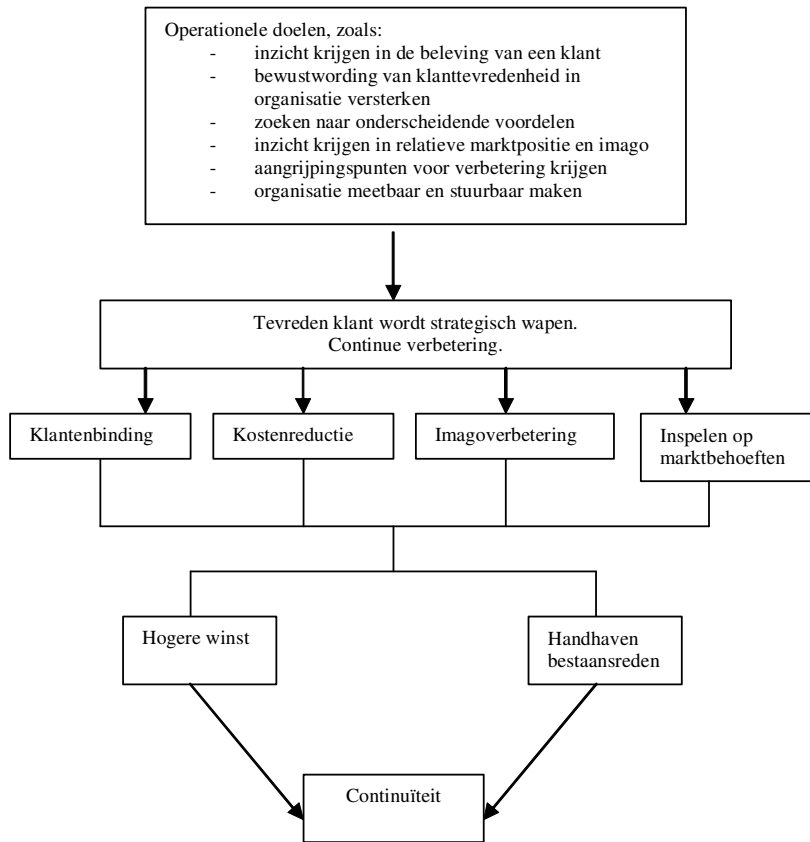 Operationele doelen, zoals:
- inzicht krijgen in de beleving van een klant
- bewustwording van klanttevredenheid in
organisatie versterken
- zoeken naar onderscheidende voordelen
- inzicht krijgen in relatieve marktpositie en imago
- aangrijpingspunten voor verbetering krijgen
- organisatie meetbaar en stuurbaar maken
Tevreden klant wordt strategisch wapen.
Continue verbetering.
Klantenbinding
Kostenreductie
Imagoverbetering
Inspelen op
marktbehoeften
Hogere winst
Handhaven
bestaansreden
Continuïteit